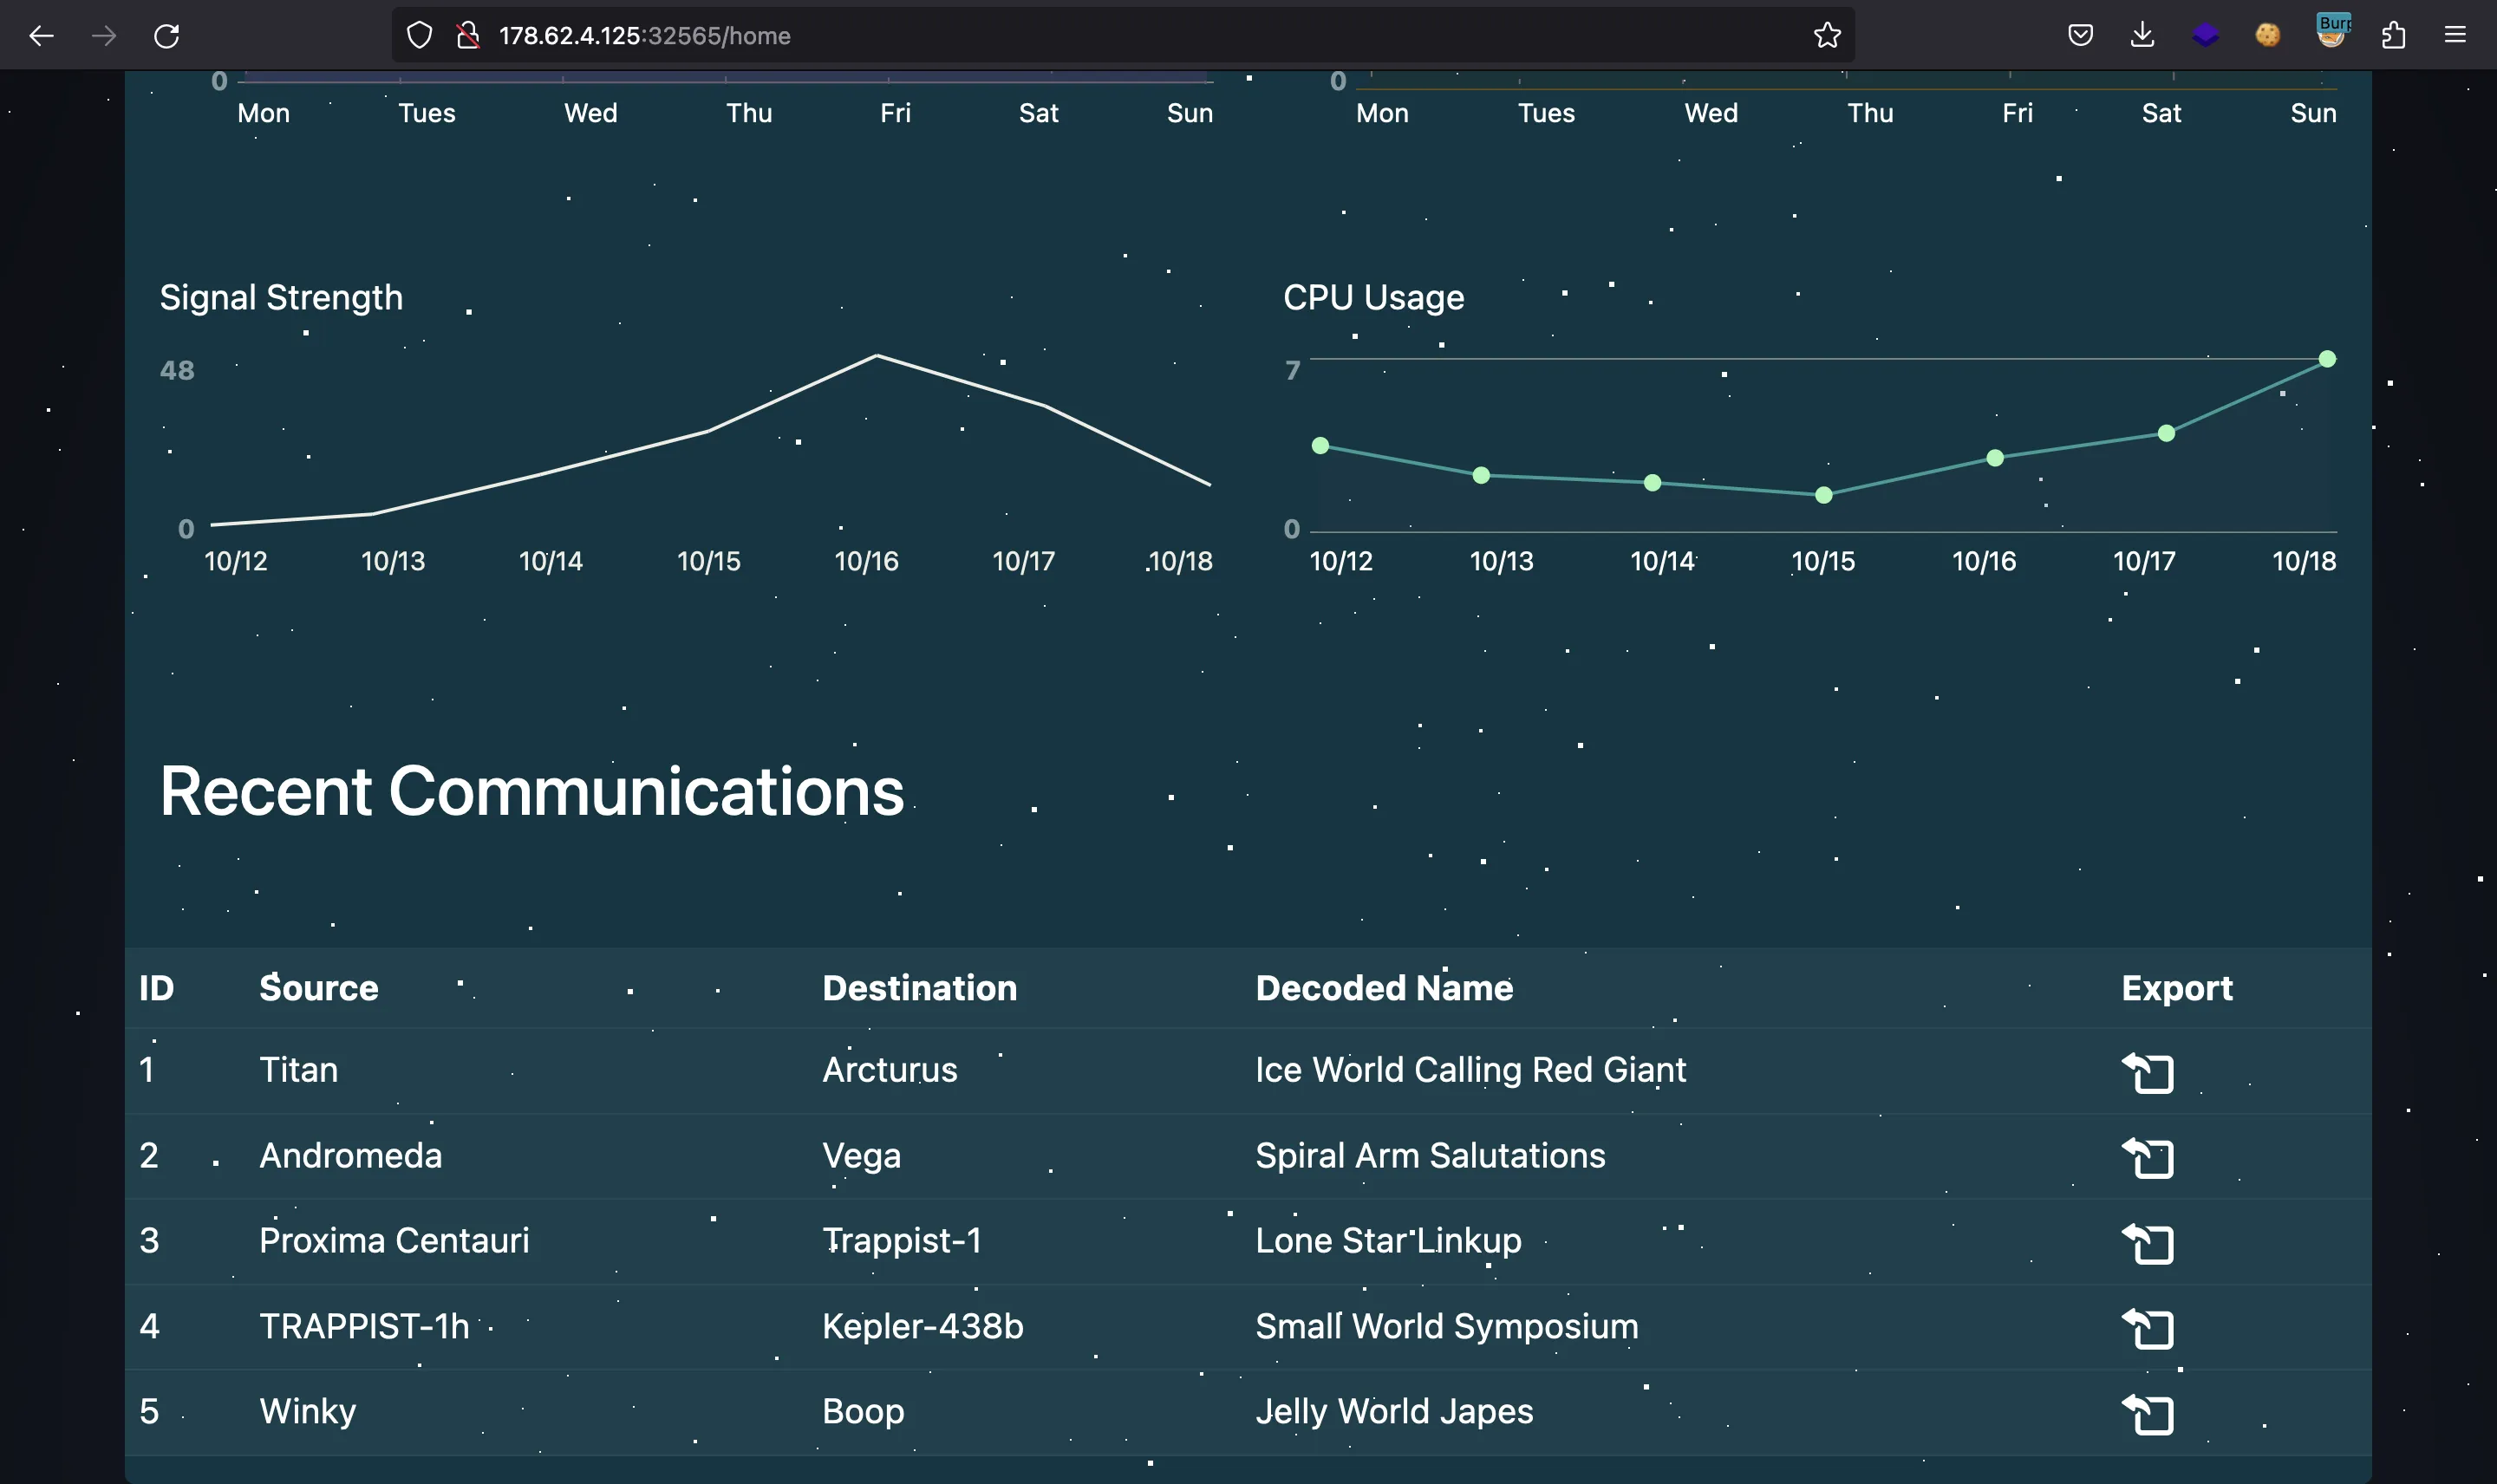 178.62.4.125:32565/home
Burp
0
Mon Tues Wed Thu Fri Sat Sun
0
Mon Tues Wed Thu Fri Sat Sun
Signal Strength
48
0
10/12 10/13 10/14 10/15 10/16 10/17 10/18
CPU Usage
7
0
10/12 10/13 10/14 10/15 10/16 10/17 10/18
Recent Communications
ID Source Destination Decoded Name Export
1 Titan Arcturus Ice World Calling Red Giant
2 Andromeda Vega Spiral Arm Salutations
3 Proxima Centauri Trappist-1 Lone Star Linkup
4 TRAPPIST-1h Kepler-438b Small World Symposium
5 Winky Boop Jelly World Japes